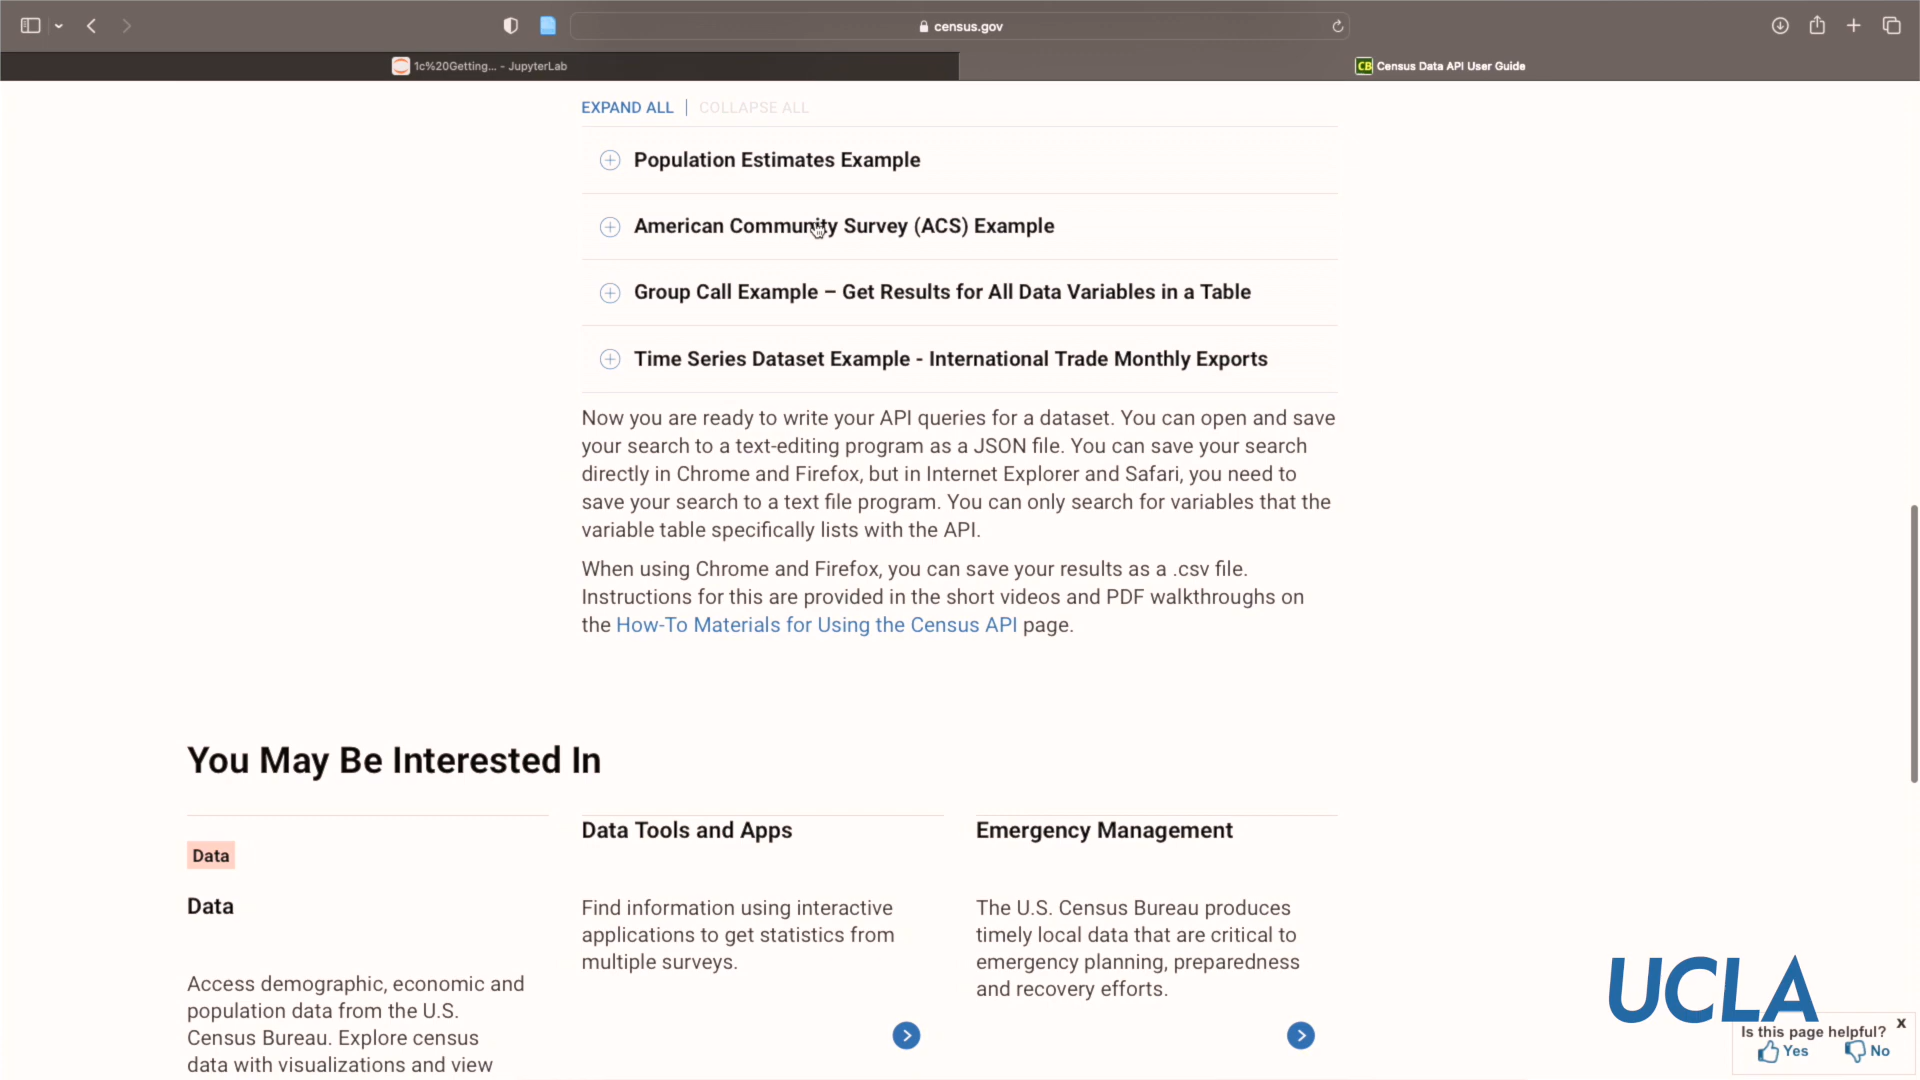 census.gov
1c%20Getting... - JupyterLab
CB Census Data API User Guide
EXPAND ALL | COLLAPSE ALL
Population Estimates Example
American Community Survey (ACS) Example
Group Call Example – Get Results for All Data Variables in a Table
Time Series Dataset Example - International Trade Monthly Exports
Now you are ready to write your API queries for a dataset. You can open and save
your search to a text-editing program as a JSON file. You can save your search
directly in Chrome and Firefox, but in Internet Explorer and Safari, you need to
save your search to a text file program. You can only search for variables that the
variable table specifically lists with the API.
When using Chrome and Firefox, you can save your results as a .csv file.
Instructions for this are provided in the short videos and PDF walkthroughs on
the How-To Materials for Using the Census API page.
You May Be Interested In
Data
Data
Access demographic, economic and
population data from the U.S.
Census Bureau. Explore census
data with visualizations and view
Data Tools and Apps
Find information using interactive
applications to get statistics from
multiple surveys.
Emergency Management
The U.S. Census Bureau produces
timely local data that are critical to
emergency planning, preparedness
and recovery efforts.
UCLA
Is this page helpful? x
Yes No